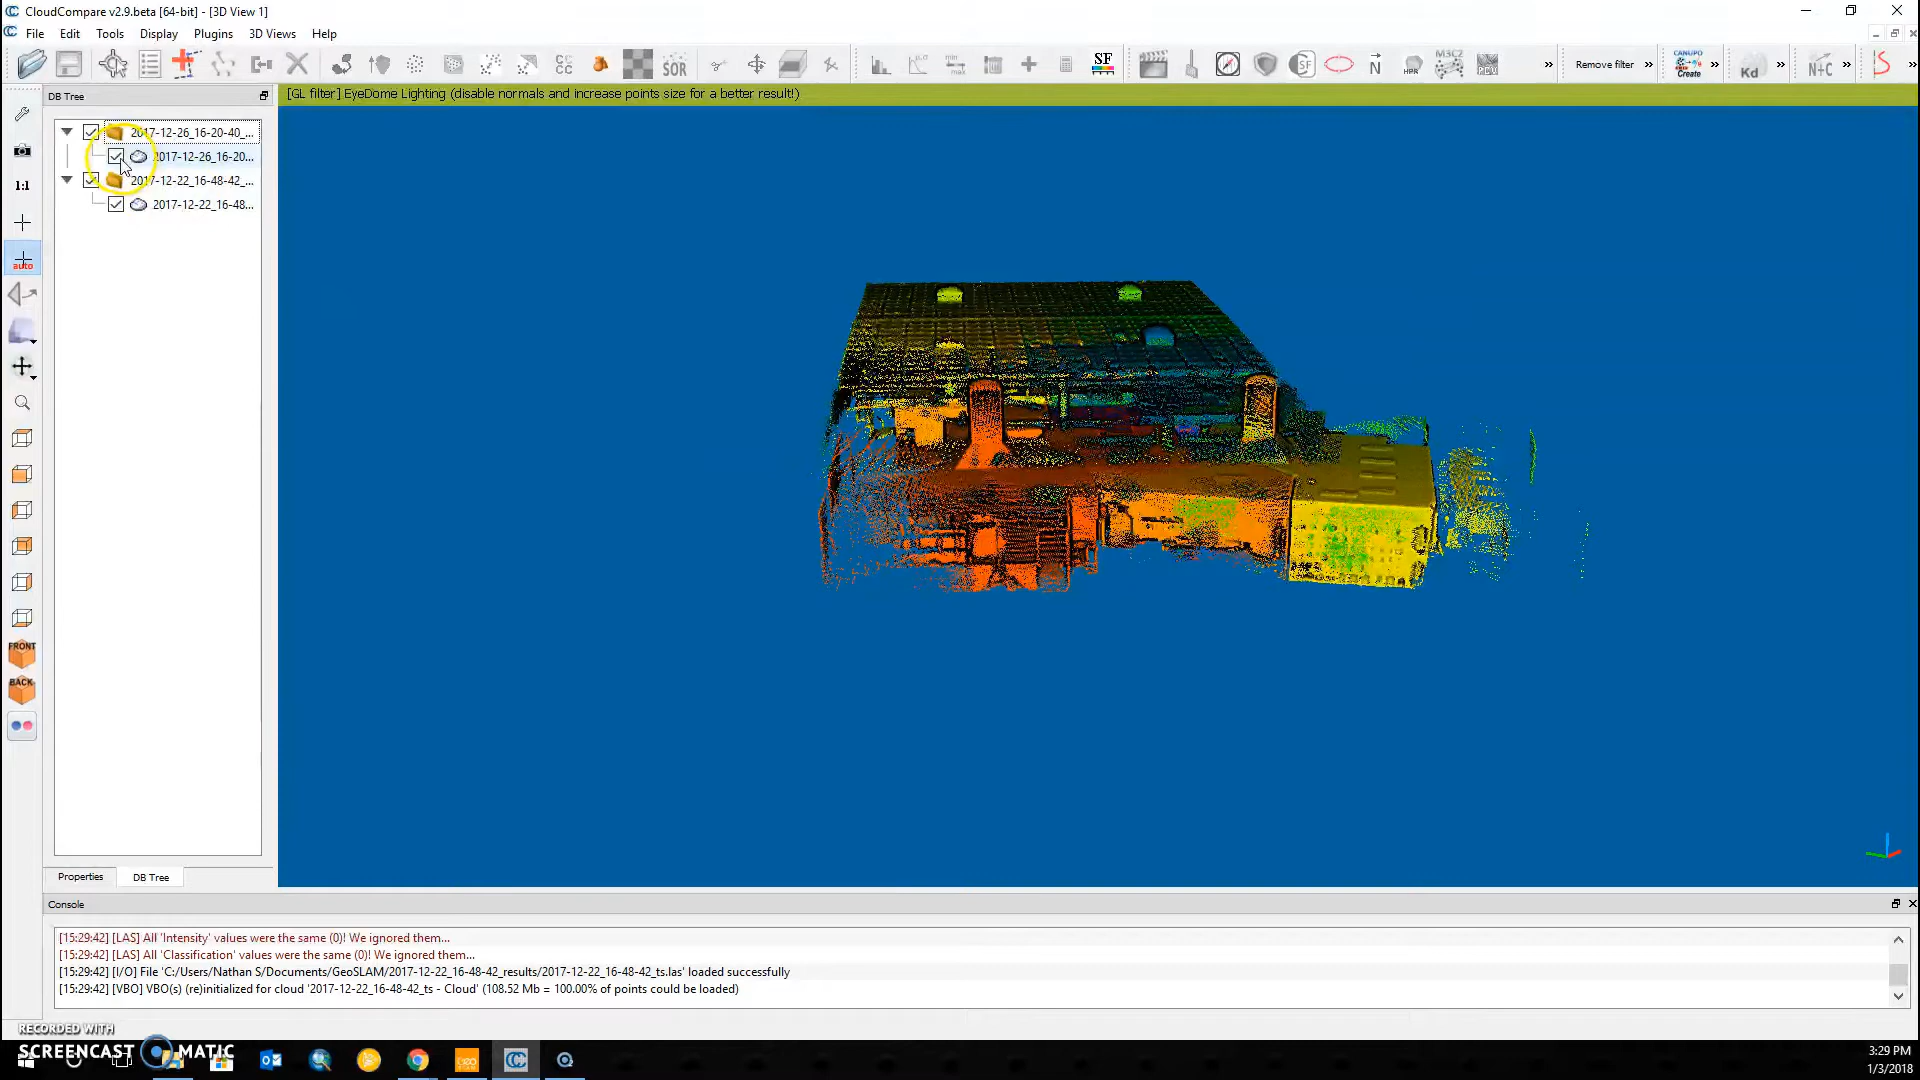 CloudCompare v2.9.beta [64-bit] - [3D View 1]
File Edit Tools Display Plugins 3D Views Help
SOR SF N HPR M3C2 PCV » Remove filter » CANUPO Create » Kd » N+C » »
DB Tree
[GL filter] EyeDome Lighting (disable normals and increase points size for a better result!)
2017-12-26_16-20-40_...
2017-12-26_16-20...
2017-12-22_16-48-42_...
2017-12-22_16-48...
1:1
auto
FRONT
BACK
Properties DB Tree
Console
[15:29:42] [LAS] All 'Intensity' values were the same (0)! We ignored them...
[15:29:42] [LAS] All 'Classification' values were the same (0)! We ignored them...
[15:29:42] [I/O] File 'C:/Users/Nathan S/Documents/GeoSLAM/2017-12-22_16-48-42_results/2017-12-22_16-48-42_ts.las' loaded successfully
[15:29:42] [VBO] VBO(s) (re)initialized for cloud '2017-12-22_16-48-42_ts - Cloud' (108.52 Mb = 100.00% of points could be loaded)
RECORDED WITH
SCREENCAST MATIC
3:29 PM
1/3/2018